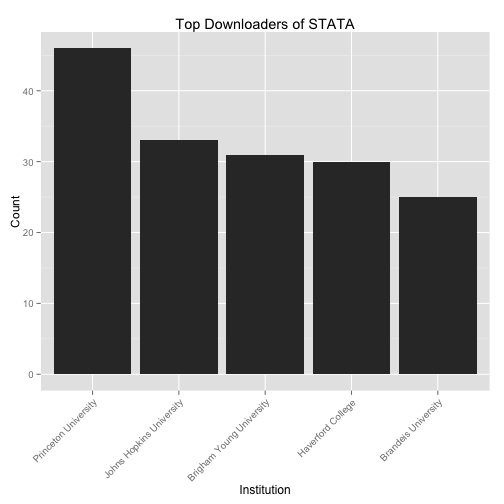 Top Downloaders of STATA
Count
40
30
20
10
0
Princeton University
Johns Hopkins University
Brigham Young University
Haverford College
Brandeis University
Institution